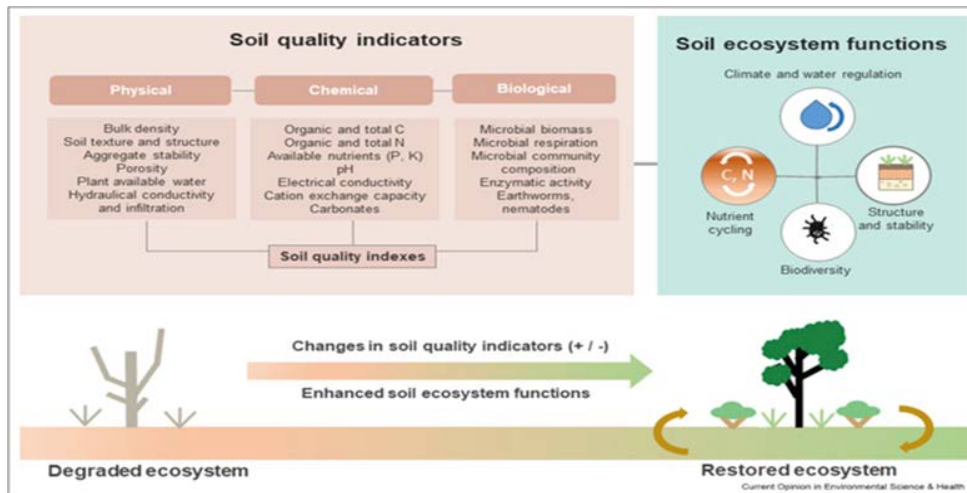 Soil quality indicators
Physical
Chemical
Biological
Bulk density
Soil texture and structure
Aggregate stability
Porosity
Plant available water
Hydraulical conductivity
and infiltration
Organic and total C
Organic and total N
Available nutrients (P, K)
pH
Electrical conductivity
Cation exchange capacity
Carbonates
Microbial biomass
Microbial respiration
Microbial community
composition
Enzymatic activity
Earthworms,
nematodes
Soil quality indexes
Soil ecosystem functions
Climate and water regulation
C, N
Nutrient
cycling
Structure
and stability
Biodiversity
Changes in soil quality indicators (+ / -)
Enhanced soil ecosystem functions
Degraded ecosystem
Restored ecosystem
Current Opinion in Environmental Science & Health